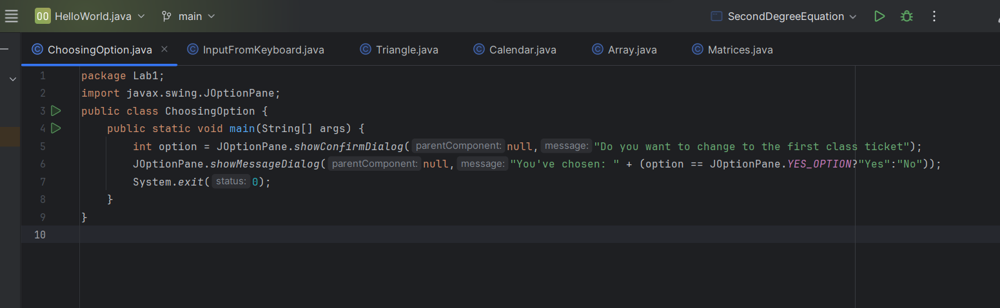 OO HelloWorld.java main SecondDegreeEquation
ChoosingOption.java InputFromKeyboard.java Triangle.java Calendar.java Array.java Matrices.java
1 package Lab1;
2 import javax.swing.JOptionPane;
3 public class ChoosingOption {
4 public static void main(String[] args) {
5 int option = JOptionPane.showConfirmDialog( parentComponent: null, message: "Do you want to change to the first class ticket");
6 JOptionPane.showMessageDialog( parentComponent: null, message: "You've chosen: " + (option == JOptionPane.YES_OPTION?"Yes":"No"));
7 System.exit( status: 0);
8 }
9 }
10